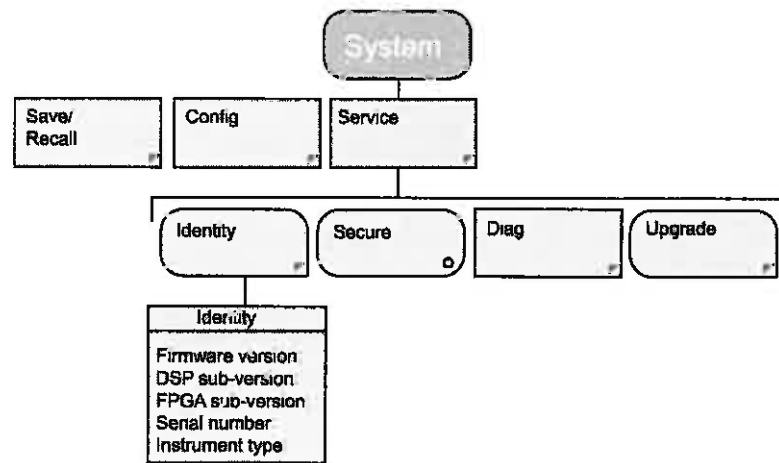 System
Save/
Recall
Config
Service
Identity
Secure
Diag
Upgrade
Identity
Firmware version
DSP sub-version
FPGA sub-version
Serial number
Instrument type